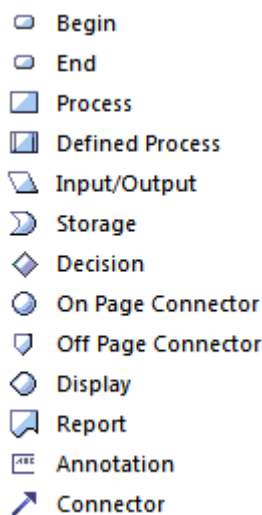 Begin
End
Process
Defined Process
Input/Output
Storage
Decision
On Page Connector
Off Page Connector
Display
Report
ABC Annotation
Connector